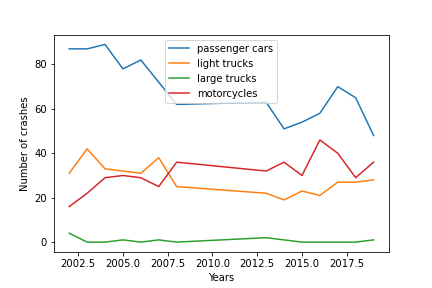 passenger cars
light trucks
large trucks
motorcycles
80
60
40
20
0
Number of crashes
2002.5 2005.0 2007.5 2010.0 2012.5 2015.0 2017.5
Years